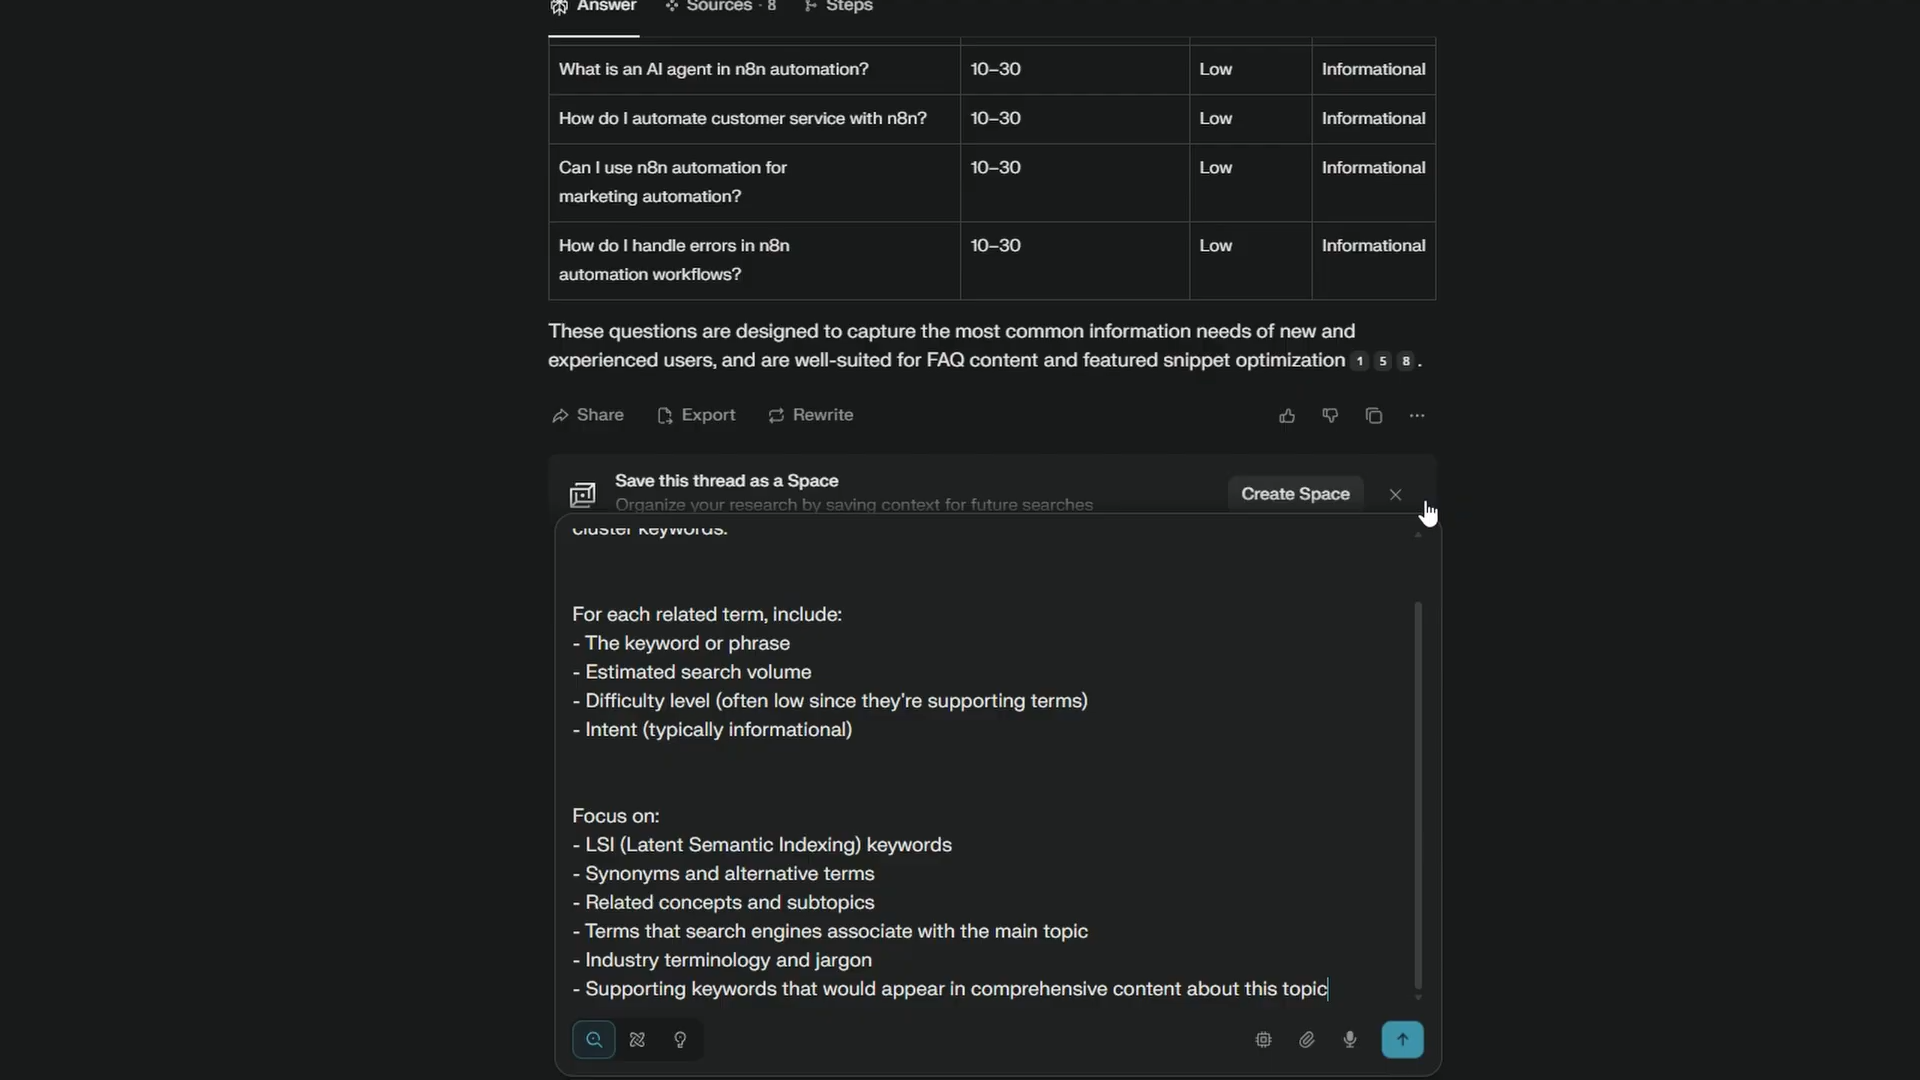 Answer Sources · 8 Steps
What is an AI agent in n8n automation? 10–30 Low Informational
How do I automate customer service with n8n? 10–30 Low Informational
Can I use n8n automation for 10–30 Low Informational
marketing automation?
How do I handle errors in n8n 10–30 Low Informational
automation workflows?
These questions are designed to capture the most common information needs of new and
experienced users, and are well-suited for FAQ content and featured snippet optimization 1 5 8 .
Share Export Rewrite
Save this thread as a Space
Create Space
Organize your research by saving context for future searches
cluster keywords.
For each related term, include:
- The keyword or phrase
- Estimated search volume
- Difficulty level (often low since they're supporting terms)
- Intent (typically informational)
Focus on:
- LSI (Latent Semantic Indexing) keywords
- Synonyms and alternative terms
- Related concepts and subtopics
- Terms that search engines associate with the main topic
- Industry terminology and jargon
- Supporting keywords that would appear in comprehensive content about this topic